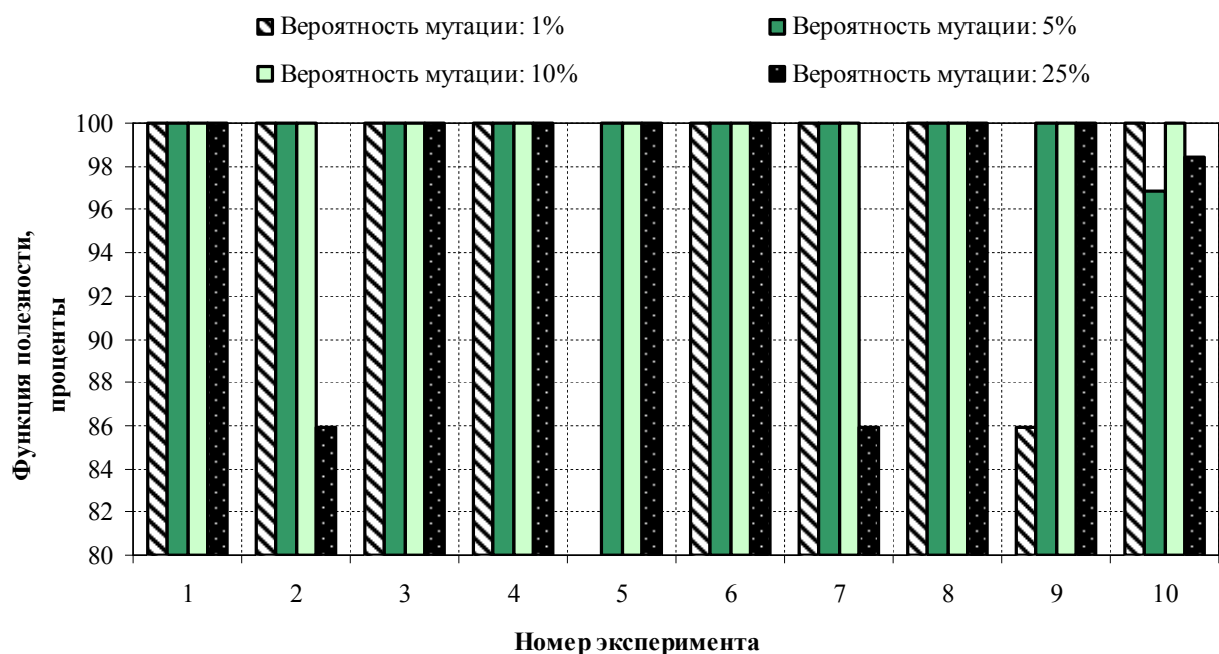 Вероятность мутации: 1%
Вероятность мутации: 5%
Вероятность мутации: 10%
Вероятность мутации: 25%
Функция полезности,
проценты
100
98
96
94
92
90
88
86
84
82
80
1 2 3 4 5 6 7 8 9 10
Номер эксперимента